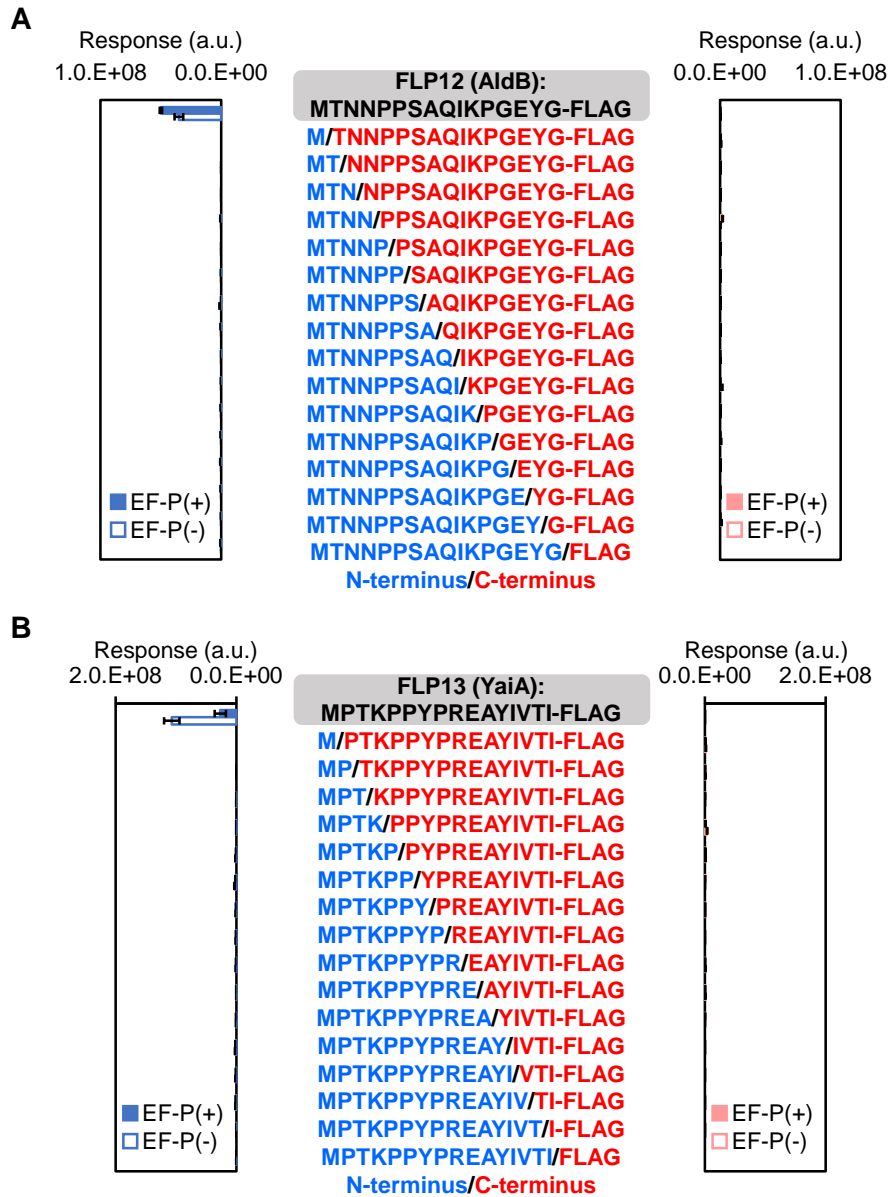 A
Response (a.u.)
1.0.E+08 0.0.E+00
FLP12 (AldB):
MTNNPPSAQIKPGEYG-FLAG
M/TNNPPSAQIKPGEYG-FLAG
MT/NNPPSAQIKPGEYG-FLAG
MTN/NPPSAQIKPGEYG-FLAG
MTNN/PPSAQIKPGEYG-FLAG
MTNNP/PSAQIKPGEYG-FLAG
MTNNPP/SAQIKPGEYG-FLAG
MTNNPPS/AQIKPGEYG-FLAG
MTNNPPSA/QIKPGEYG-FLAG
MTNNPPSAQ/IKPGEYG-FLAG
MTNNPPSAQI/KPGEYG-FLAG
MTNNPPSAQIK/PGEYG-FLAG
MTNNPPSAQIKP/GEYG-FLAG
MTNNPPSAQIKPG/EYG-FLAG
MTNNPPSAQIKPGE/YG-FLAG
MTNNPPSAQIKPGEY/G-FLAG
MTNNPPSAQIKPGEYG/FLAG
N-terminus/C-terminus
EF-P(+)
EF-P(-)
Response (a.u.)
0.0.E+00 1.0.E+08
EF-P(+)
EF-P(-)
B
Response (a.u.)
2.0.E+08 0.0.E+00
FLP13 (YaiA):
MPTKPPYPREAYIVTI-FLAG
M/PTKPPYPREAYIVTI-FLAG
MP/TKPPYPREAYIVTI-FLAG
MPT/KPPYPREAYIVTI-FLAG
MPTK/PPYPREAYIVTI-FLAG
MPTKP/PYPREAYIVTI-FLAG
MPTKPP/YPREAYIVTI-FLAG
MPTKPPY/PREAYIVTI-FLAG
MPTKPPYP/REAYIVTI-FLAG
MPTKPPYPR/EAYIVTI-FLAG
MPTKPPYPRE/AYIVTI-FLAG
MPTKPPYPREA/YIVTI-FLAG
MPTKPPYPREAY/IVTI-FLAG
MPTKPPYPREAYI/VTI-FLAG
MPTKPPYPREAYIV/TI-FLAG
MPTKPPYPREAYIVT/I-FLAG
MPTKPPYPREAYIVTI/FLAG
N-terminus/C-terminus
EF-P(+)
EF-P(-)
Response (a.u.)
0.0.E+00 2.0.E+08
EF-P(+)
EF-P(-)